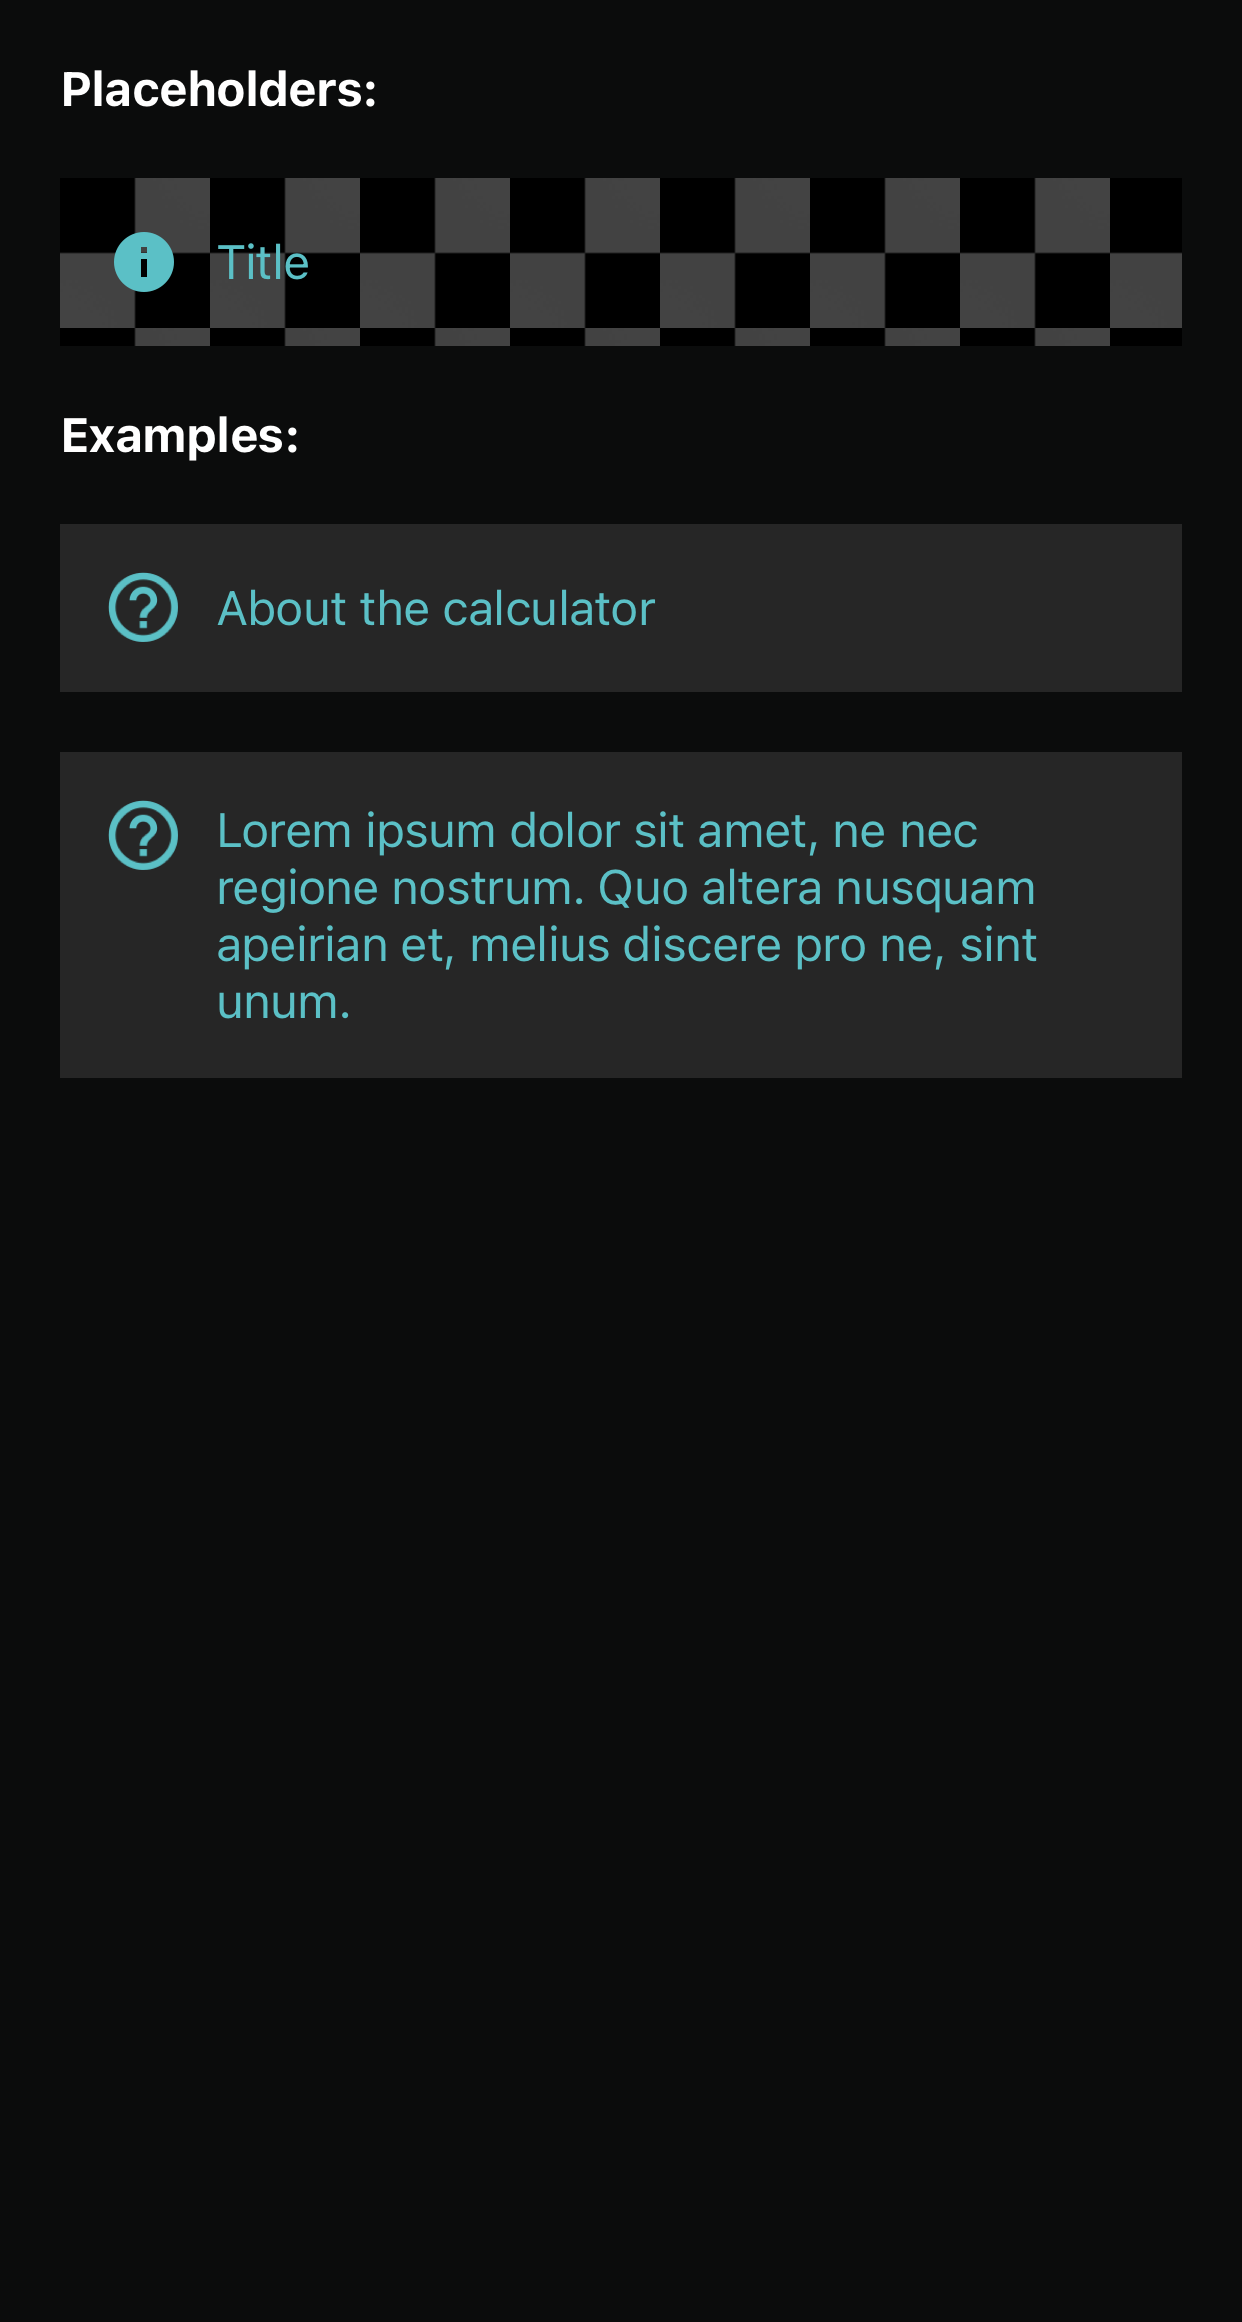 Placeholders:
Title
Examples:
About the calculator
Lorem ipsum dolor sit amet, ne nec
regione nostrum. Quo altera nusquam
apeirian et, melius discere pro ne, sint
unum.